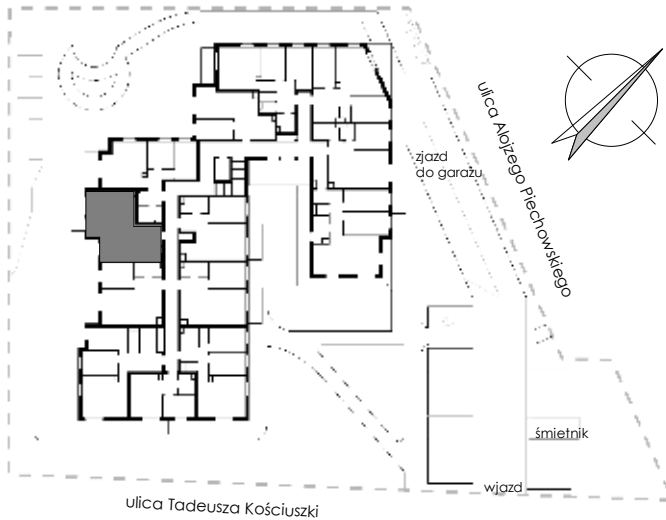 ulica Alojzego Piechowskiego
zjazd
do garażu
śmietnik
wjazd
ulica Tadeusza Kościuszki